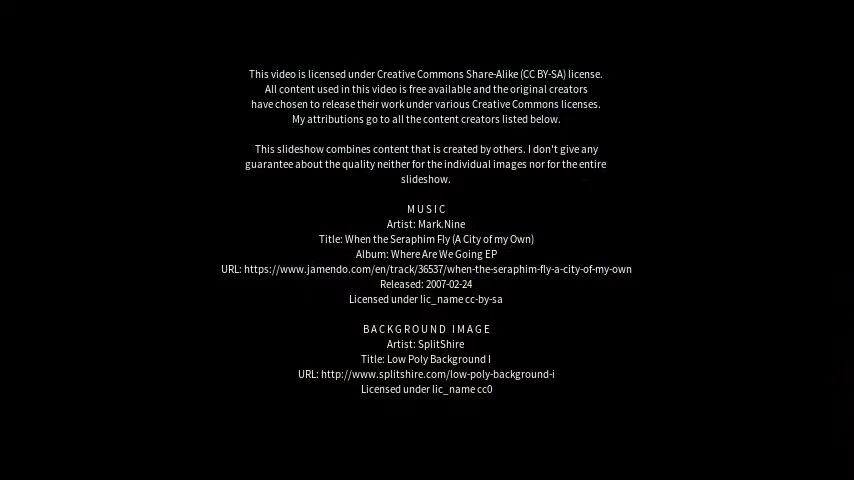 This video is licensed under Creative Commons Share-Alike (CC BY-SA) license.
All content used in this video is free available and the original creators
have chosen to release their work under various Creative Commons licenses.
My attributions go to all the content creators listed below.
This slideshow combines content that is created by others. I don't give any
guarantee about the quality neither for the individual images nor for the entire
slideshow.
M U S I C
Artist: Mark.Nine
Title: When the Seraphim Fly (A City of my Own)
Album: Where Are We Going EP
URL: https://www.jamendo.com/en/track/36537/when-the-seraphim-fly-a-city-of-my-own
Released: 2007-02-24
Licensed under lic_name cc-by-sa
B A C K G R O U N D   I M A G E
Artist: SplitShire
Title: Low Poly Background I
URL: http://www.splitshire.com/low-poly-background-i
Licensed under lic_name cc0